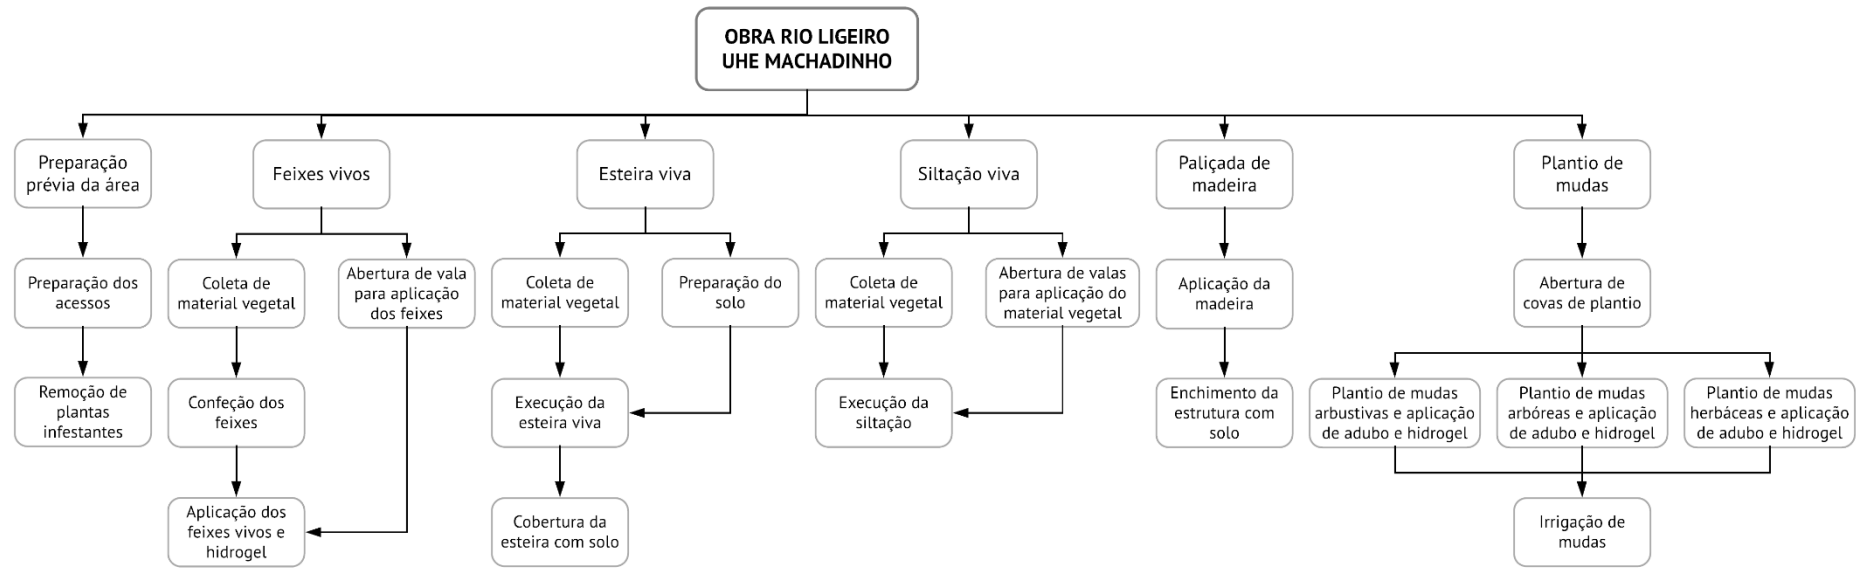 OBRA RIO LIGEIRO
UHE MACHADINHO
Preparação
prévia da área
Feixes vivos
Esteira viva
Siltação viva
Paliçada de
madeira
Plantio de
mudas
Preparação dos
acessos
Coleta de
material vegetal
Abertura de vala
para aplicação
dos feixes
Coleta de
material vegetal
Preparação do
solo
Coleta de
material vegetal
Abertura de valas
para aplicação do
material vegetal
Aplicação da
madeira
Abertura de
covas de plantio
Remoção de
plantas
infestantes
Confeção dos
feixes
Execução da
esteira viva
Execução da
siltação
Enchimento da
estrutura com
solo
Plantio de mudas
arbustivas e aplicação
de adubo e hidrogel
Plantio de mudas
arbóreas e aplicação
de adubo e hidrogel
Plantio de mudas
herbáceas e aplicação
de adubo e hidrogel
Aplicação dos
feixes vivos e
hidrogel
Cobertura da
esteira com solo
Irrigação de
mudas